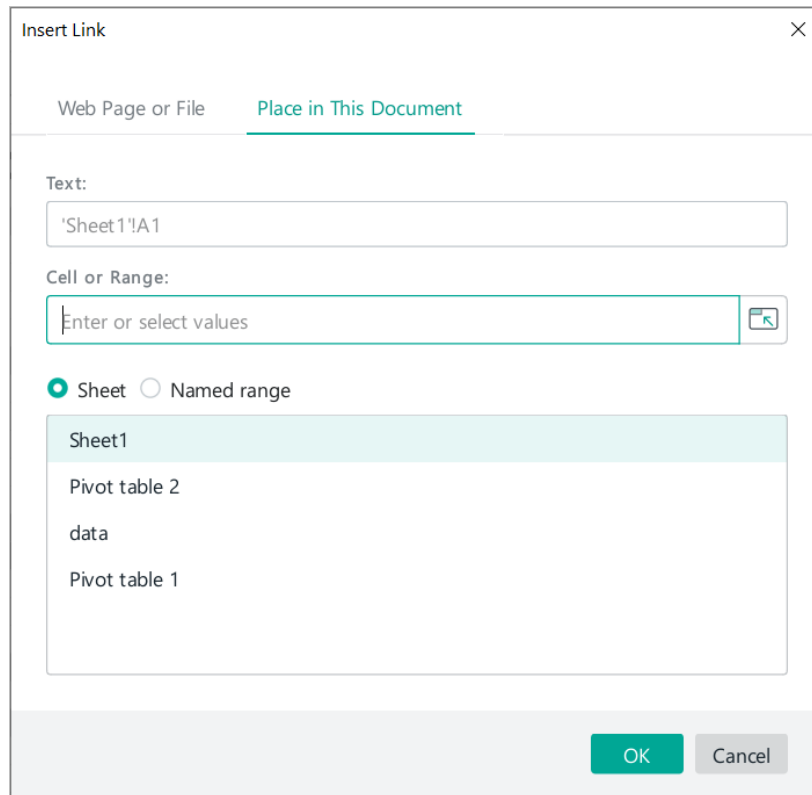 Insert Link
Web Page or File Place in This Document
Text:
'Sheet1'!A1
Cell or Range:
Enter or select values
Sheet Named range
Sheet1
Pivot table 2
data
Pivot table 1
OK Cancel